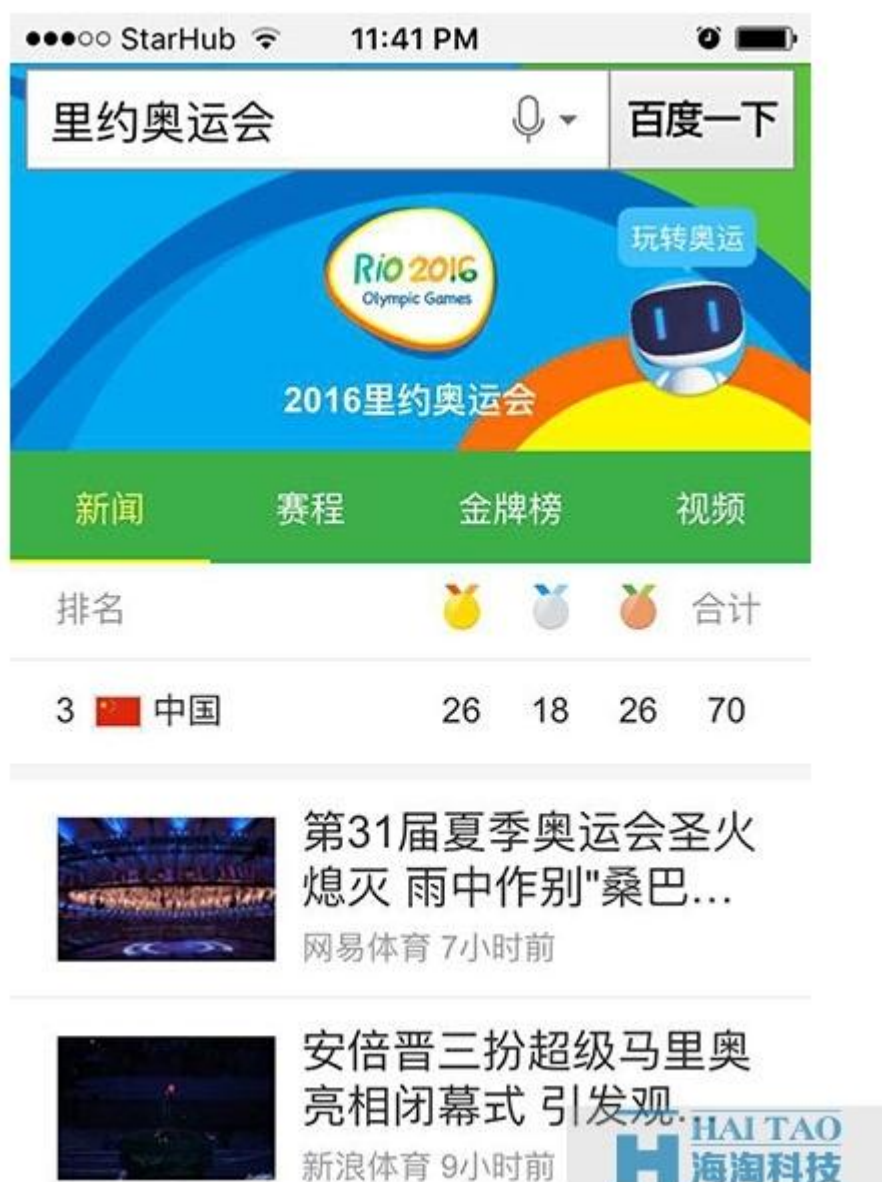 StarHub 11:41 PM
里约奥运会 百度一下
玩转奥运
Rio 2016
Olympic Games
2016里约奥运会
新闻 赛程 金牌榜 视频
排名 合计
3 中国 26 18 26 70
第31届夏季奥运会圣火
熄灭 雨中作别"桑巴...
网易体育 7小时前
安倍晋三扮超级马里奥
亮相闭幕式 引发观...
新浪体育 9小时前
HAI TAO
海淘科技